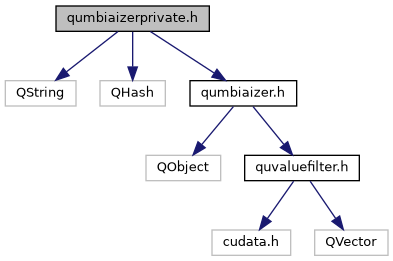 qumbiaizerprivate.h
QString
QHash
qumbiaizer.h
QObject
quvaluefilter.h
cudata.h
QVector